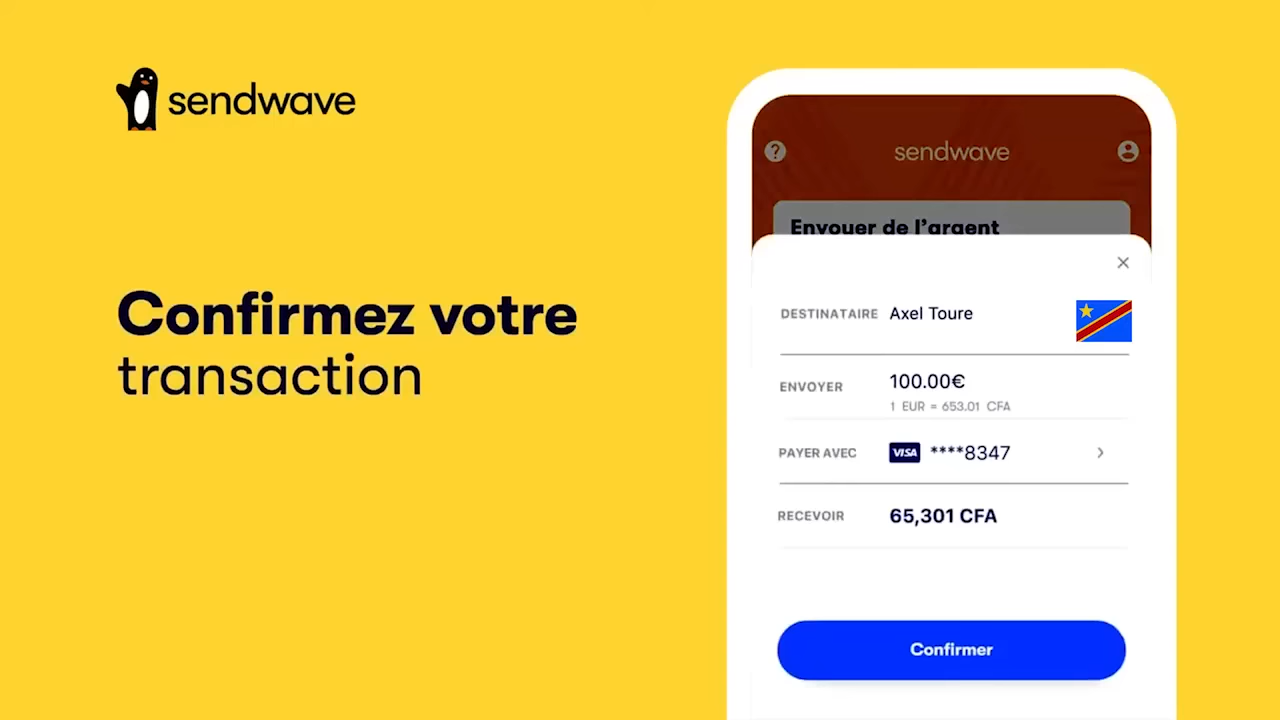 sendwave
Confirmez votre
transaction
?
sendwave
Envoyer de l'argent
DESTINATAIRE Axel Toure
ENVOYER 100.00€
1 EUR = 653.01 CFA
PAYER AVEC VISA ****8347
RECEVOIR 65,301 CFA
Confirmer